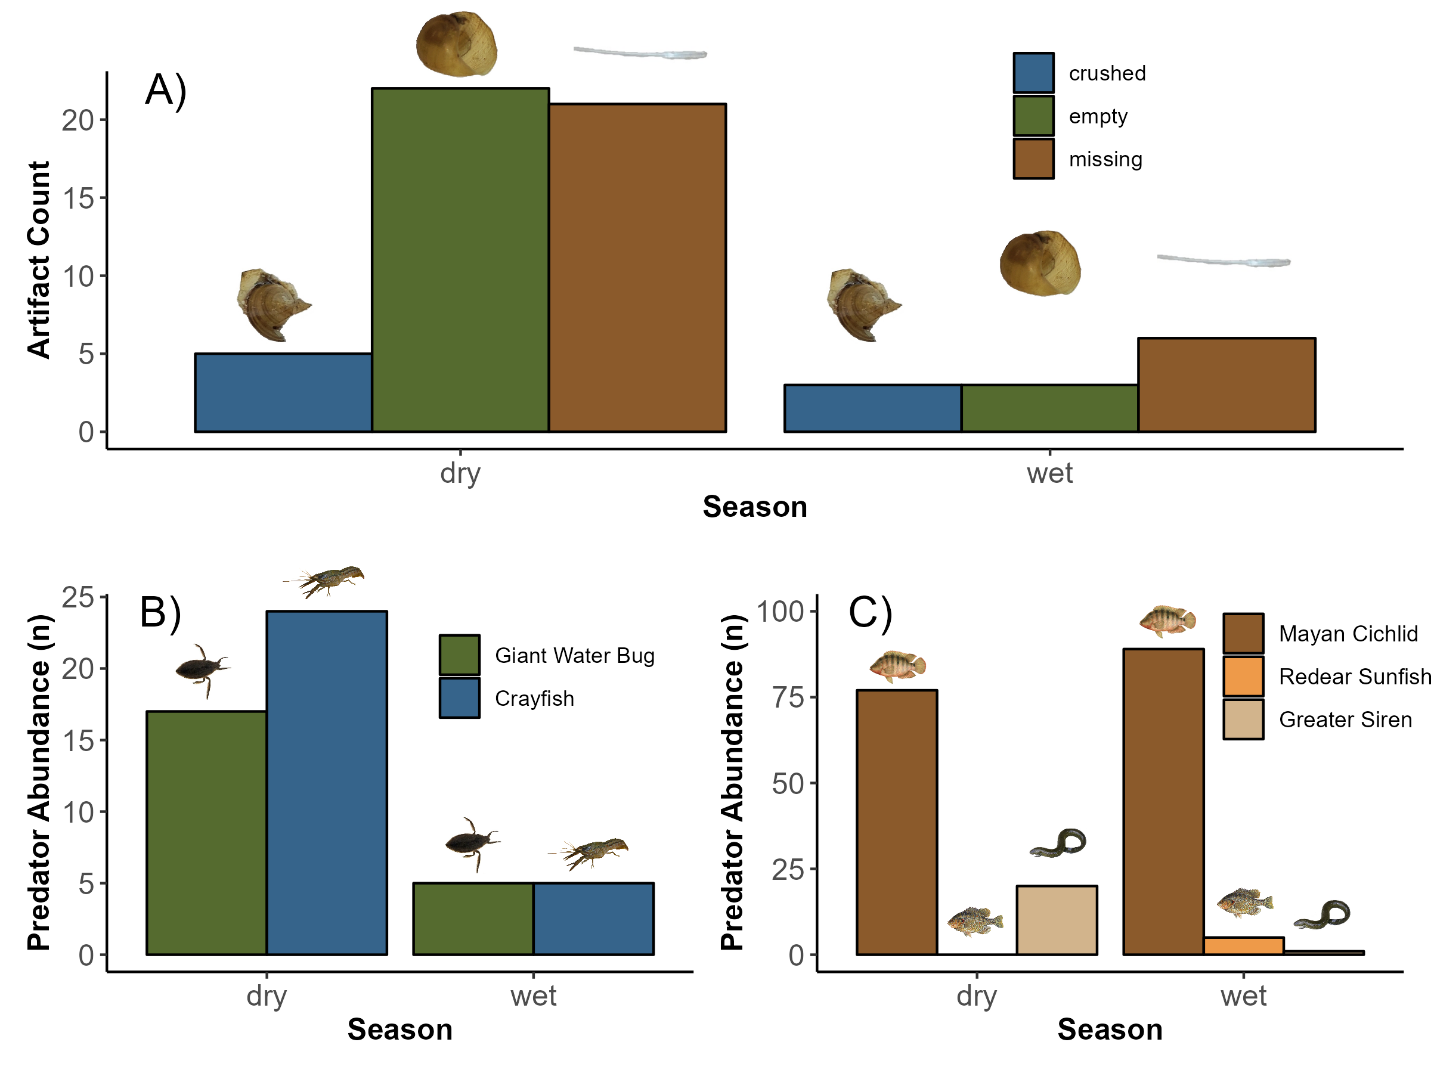 A)
crushed
empty
missing
20
15
10
5
0
Artifact Count
dry
wet
Season
B)
25
20
15
10
5
0
Predator Abundance (n)
Giant Water Bug
Crayfish
dry
wet
Season
C)
100
75
50
25
0
Predator Abundance (n)
Mayan Cichlid
Redear Sunfish
Greater Siren
dry
wet
Season